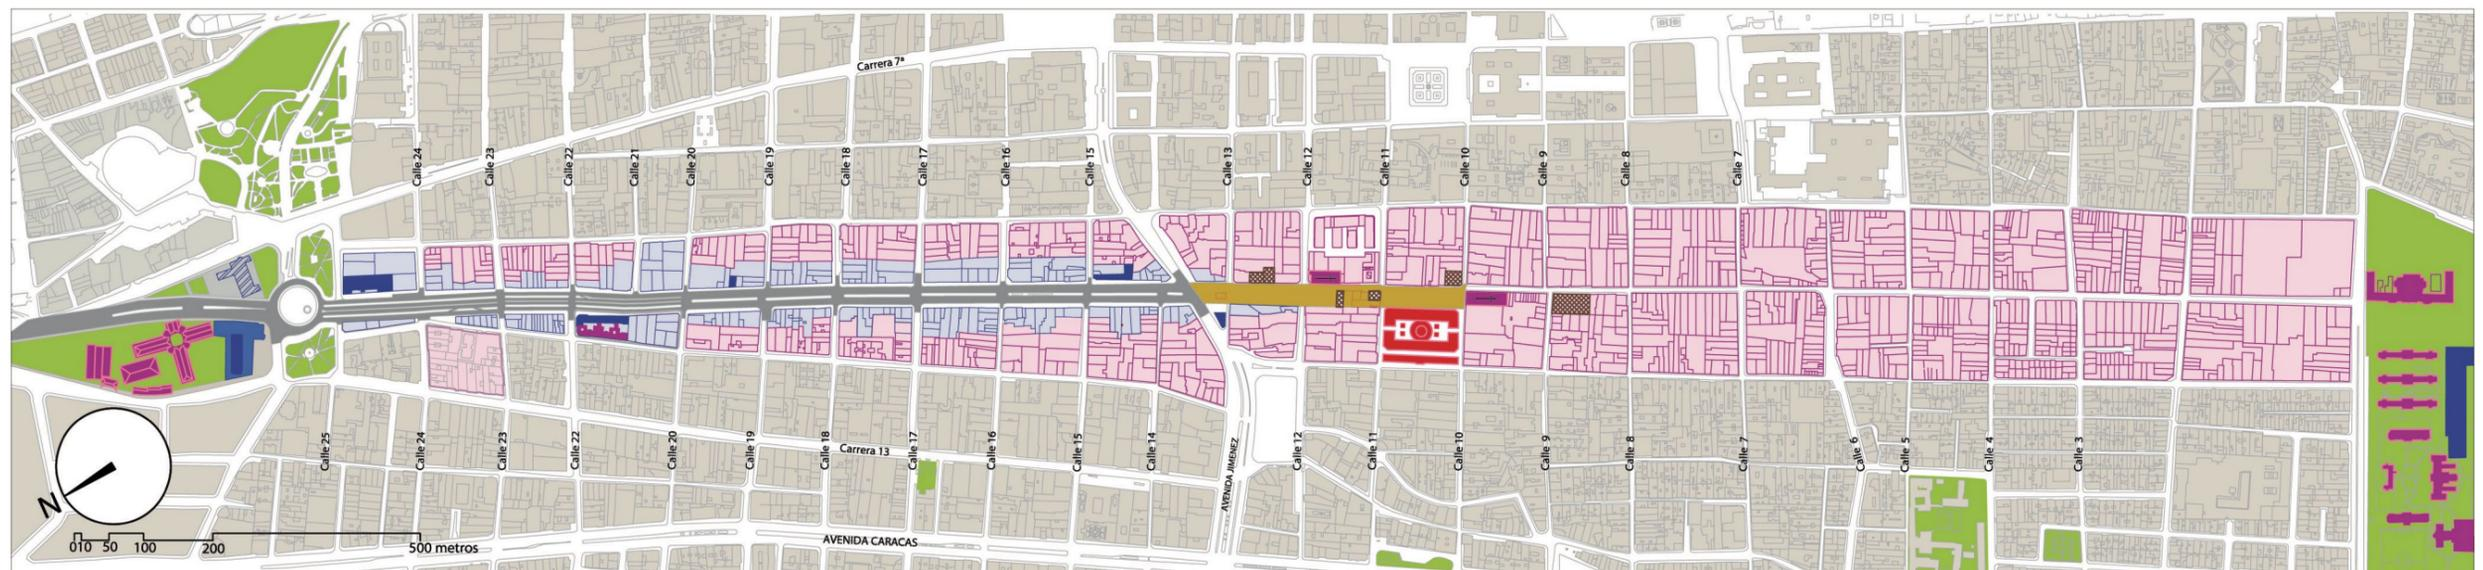 Carrera 7ª
Calle 24
Calle 23
Calle 22
Calle 21
Calle 20
Calle 19
Calle 18
Calle 17
Calle 16
Calle 15
Calle 13
Calle 12
Calle 11
Calle 10
Calle 9
Calle 8
Calle 7
Calle 25
Calle 24
Calle 23
Calle 22
Calle 20
Calle 19
Calle 18
Carrera 13
Calle 17
Calle 16
Calle 15
Calle 14
AVENIDA JIMENEZ
Calle 12
Calle 11
Calle 10
Calle 9
Calle 8
Calle 7
Calle 6
Calle 5
Calle 4
Calle 3
N
010 50 100 200 500 metros
AVENIDA CARACAS